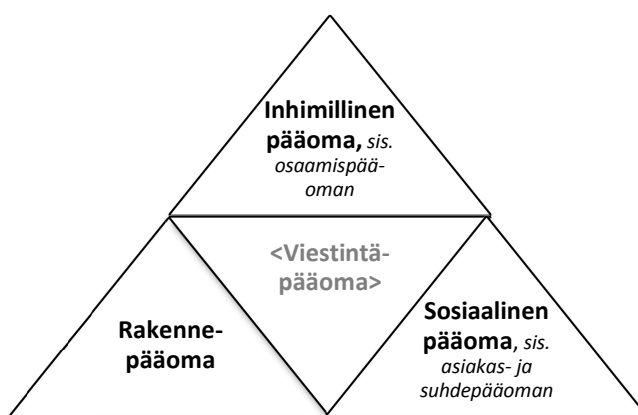 Inhimillinen
pääoma, sis.
osaamispää-
oman
<Viestintä-
pääoma>
Rakenne-
pääoma
Sosiaalinen
pääoma, sis.
asiakas- ja
suhdepääoman